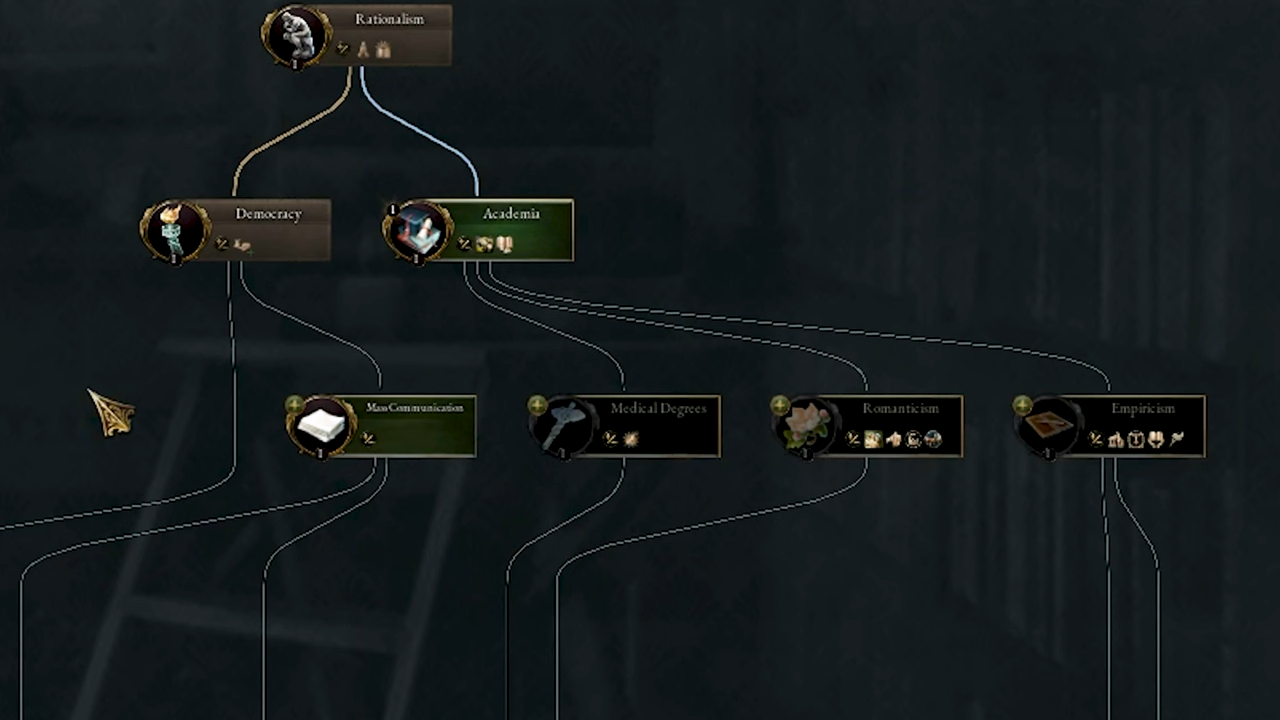 Rationalism
I
Democracy
I
I
Academia
I
Mass Communication
I
Medical Degrees
I
Romanticism
I
Empiricism
I